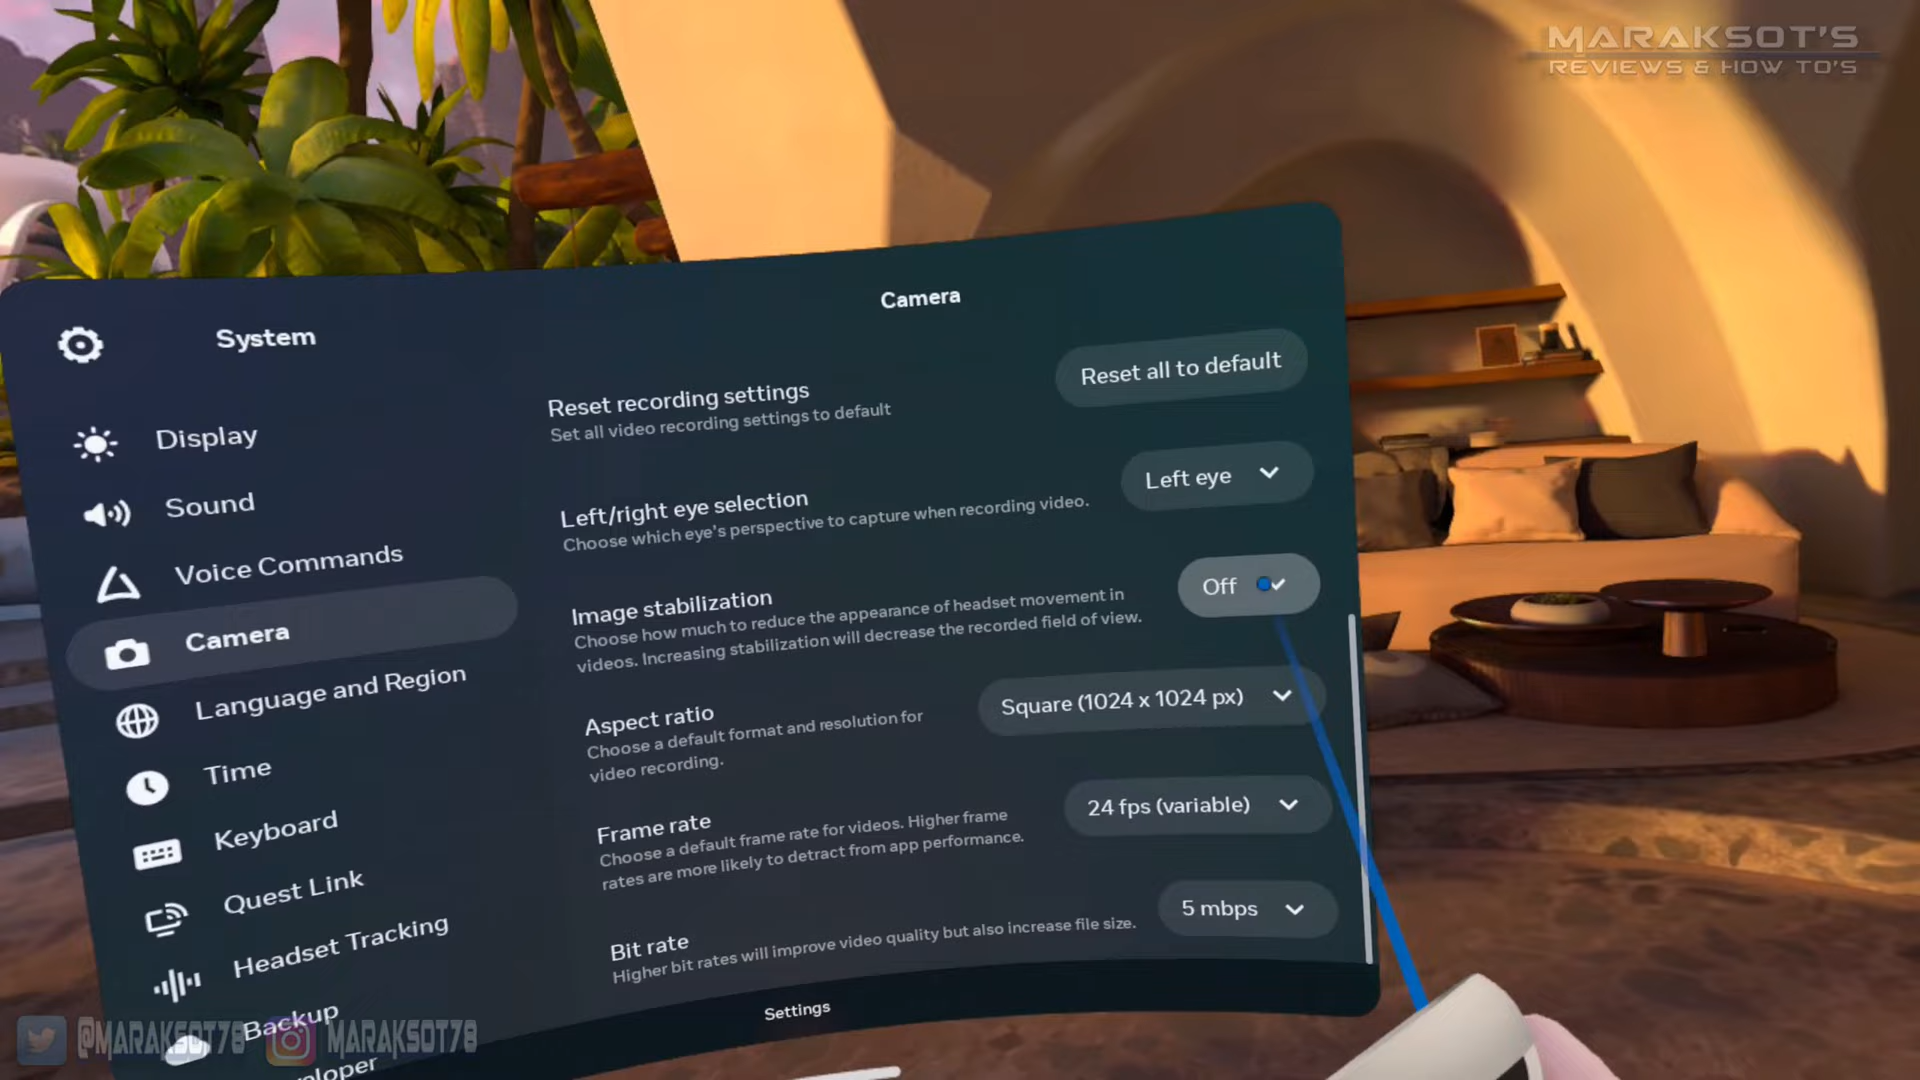 MARAKSOT'S
REVIEWS & HOW TO'S
Camera
System
Display
Sound
Voice Commands
Camera
Language and Region
Time
Keyboard
Quest Link
Headset Tracking
Backup
Reset recording settings
Set all video recording settings to default
Reset all to default
Left/right eye selection
Choose which eye's perspective to capture when recording video.
Left eye
Image stabilization
Choose how much to reduce the appearance of headset movement in
videos. Increasing stabilization will decrease the recorded field of view.
Off
Aspect ratio
Choose a default format and resolution for
video recording.
Square (1024 x 1024 px)
Frame rate
Choose a default frame rate for videos. Higher frame
rates are more likely to detract from app performance.
24 fps (variable)
Bit rate
Higher bit rates will improve video quality but also increase file size.
5 mbps
Settings
@MARAKSOT78
MARAKSOT78